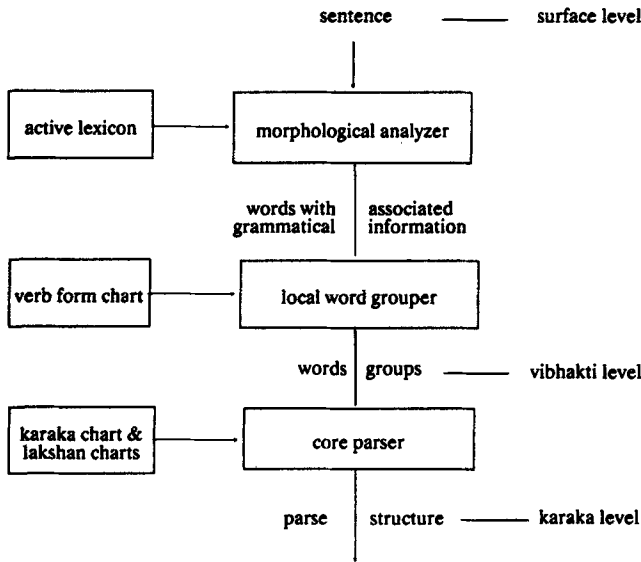 sentence surface level
active lexicon morphological analyzer
words with associated
grammatical information
verb form chart local word grouper
words groups vibhakti level
karaka chart &
lakshan charts core parser
parse structure karaka level